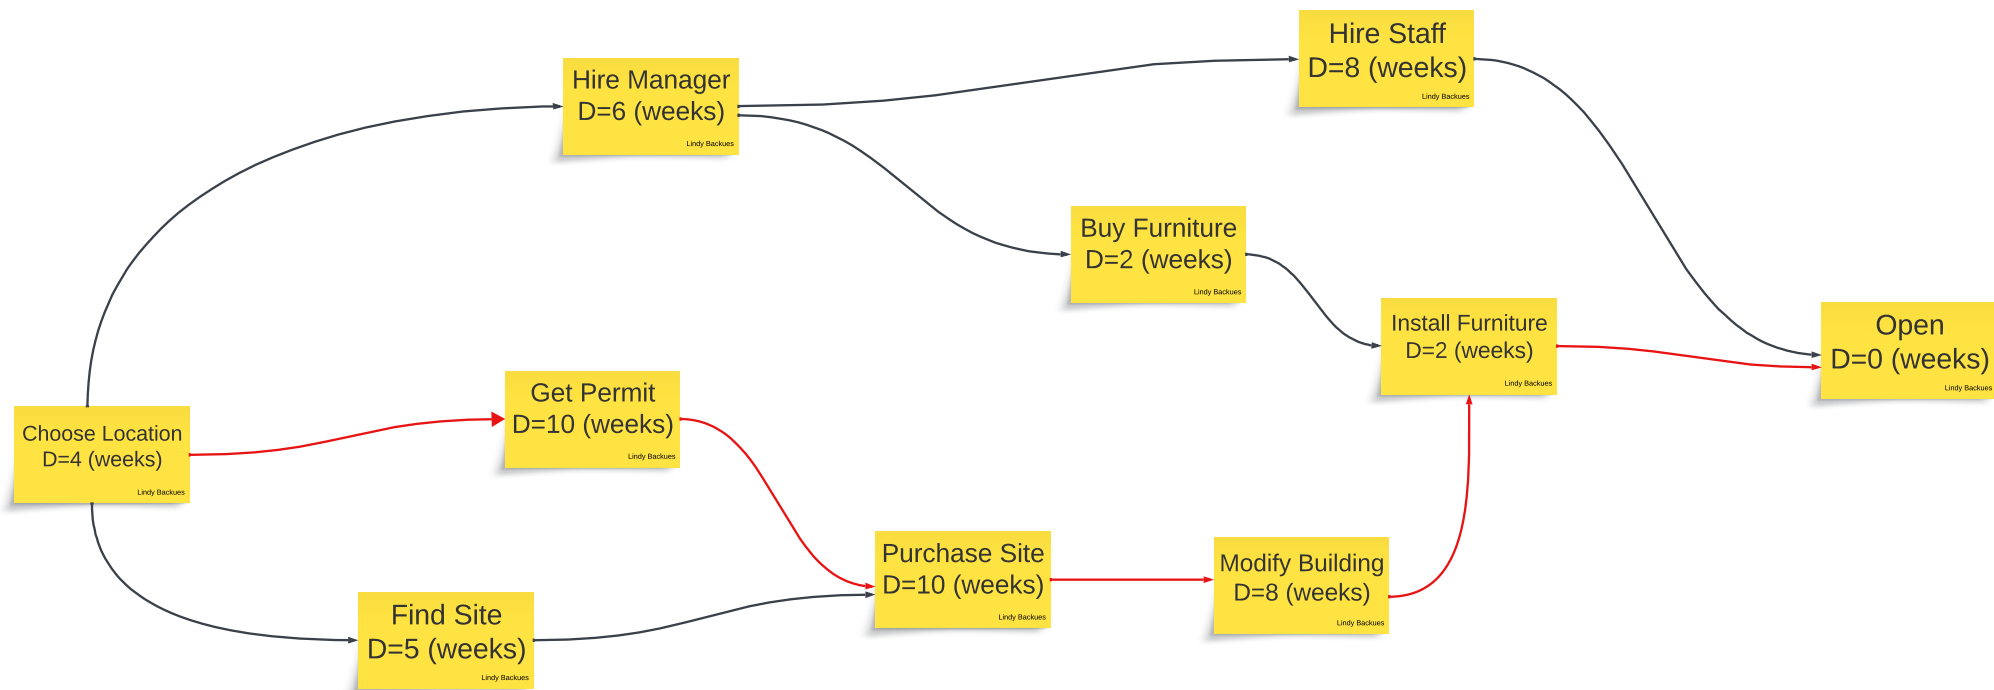 Hire Staff
D=8 (weeks)
Lindy Backues
Hire Manager
D=6 (weeks)
Lindy Backues
Buy Furniture
D=2 (weeks)
Lindy Backues
Install Furniture
D=2 (weeks)
Lindy Backues
Open
D=0 (weeks)
Lindy Backues
Get Permit
D=10 (weeks)
Lindy Backues
Choose Location
D=4 (weeks)
Lindy Backues
Purchase Site
D=10 (weeks)
Lindy Backues
Modify Building
D=8 (weeks)
Lindy Backues
Find Site
D=5 (weeks)
Lindy Backues